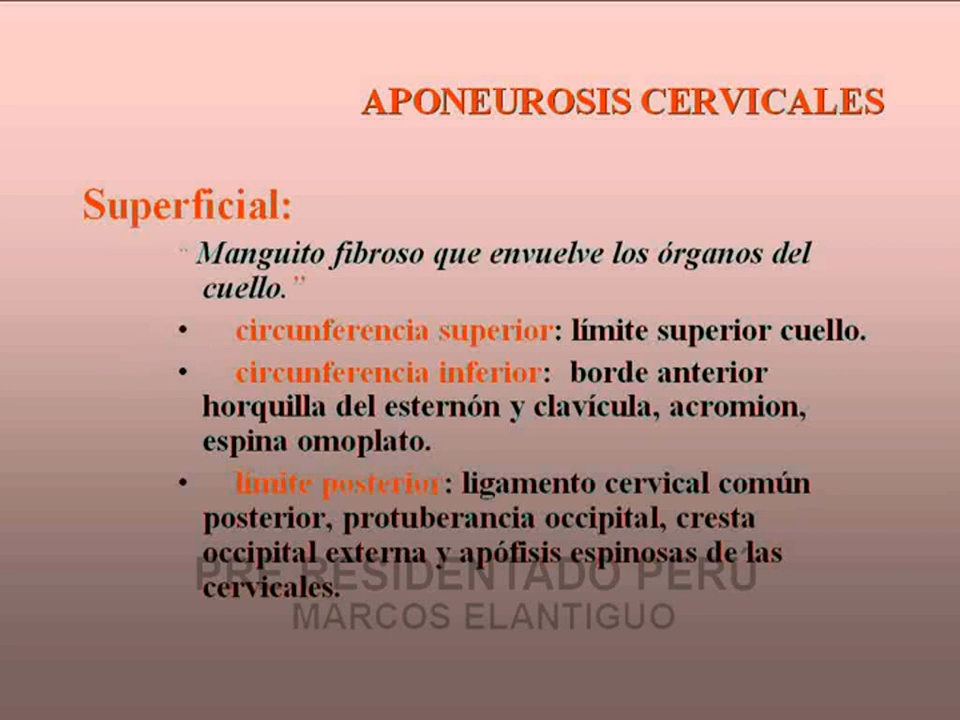 APONEUROSIS CERVICALES
Superficial:
“ Manguito fibroso que envuelve los órganos del
cuello.”
• circunferencia superior: límite superior cuello.
• circunferencia inferior: borde anterior
horquilla del esternón y clavícula, acromion,
espina omoplato.
• límite posterior: ligamento cervical común
posterior, protuberancia occipital, cresta
occipital externa y apófisis espinosas de las
cervicales.
PRE RESIDENTADO PERÚ
MARCOS ELANTIGUO